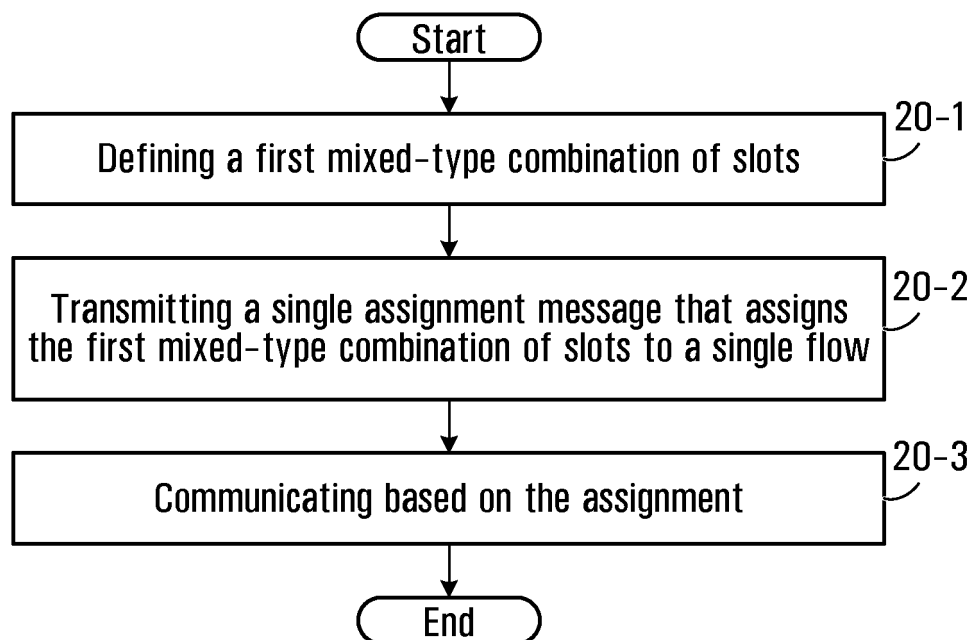 Start
20-1
Defining a first mixed-type combination of slots
20-2
Transmitting a single assignment message that assigns
the first mixed-type combination of slots to a single flow
20-3
Communicating based on the assignment
End